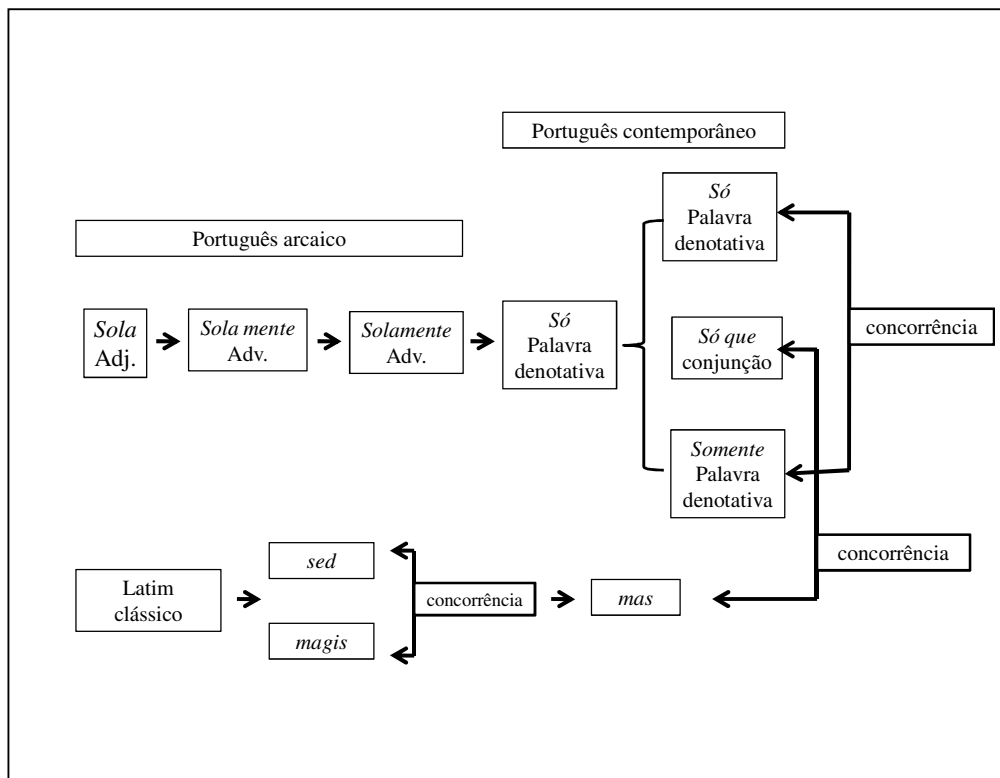 Português contemporâneo
Só
Palavra
denotativa
Português arcaico
Sola
Adj.
Sola mente
Adv.
Solamente
Adv.
Só
Palavra
denotativa
Só que
conjunção
concorrência
Somente
Palavra
denotativa
concorrência
Latim
clássico
sed
concorrência
mas
magis